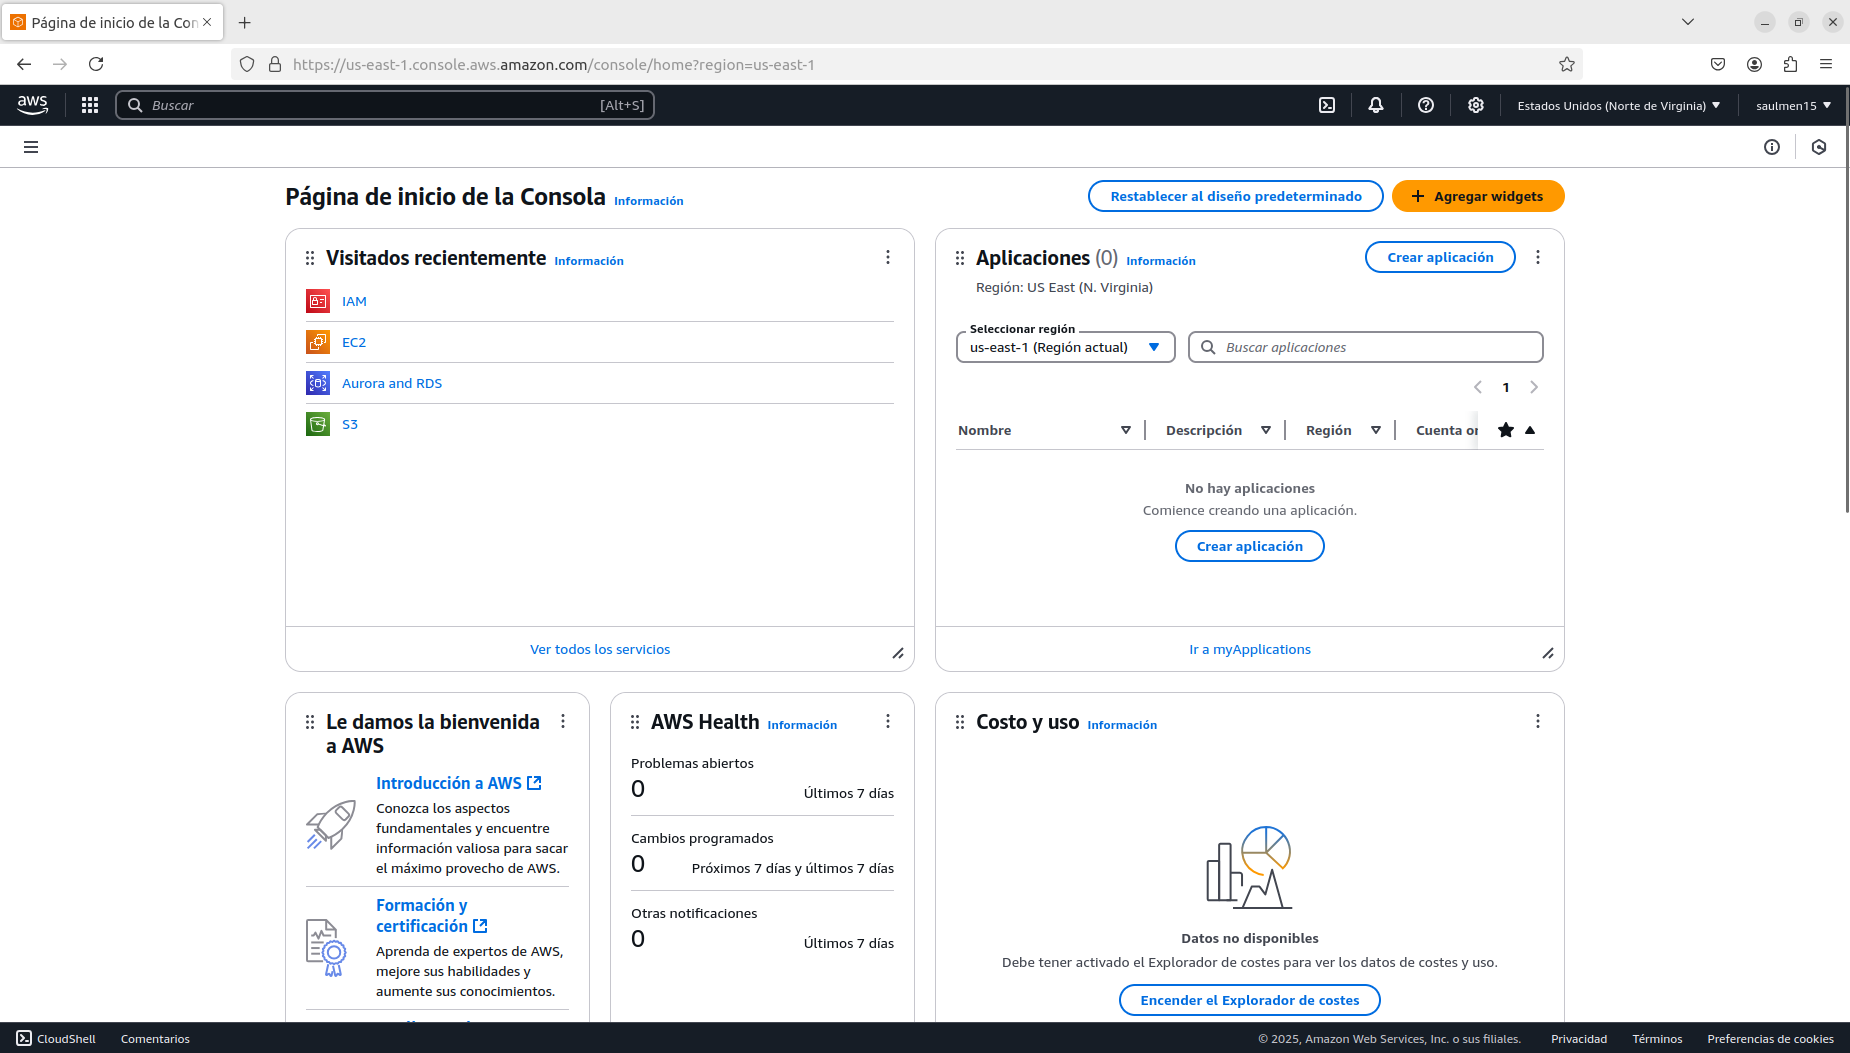 Página de inicio de la Con
https://us-east-1.console.aws.amazon.com/console/home?region=us-east-1
aws
Buscar
[Alt+S]
Estados Unidos (Norte de Virginia)
saulmen15
Página de inicio de la Consola
Información
Restablecer al diseño predeterminado
Agregar widgets
Visitados recientemente
Información
IAM
EC2
Aurora and RDS
S3
Ver todos los servicios
Aplicaciones (0)
Información
Crear aplicación
Región: US East (N. Virginia)
Seleccionar región
us-east-1 (Región actual)
Buscar aplicaciones
1
Nombre
Descripción
Región
Cuenta or
No hay aplicaciones
Comience creando una aplicación.
Crear aplicación
Ir a myApplications
Le damos la bienvenida
a AWS
Introducción a AWS
Conozca los aspectos
fundamentales y encuentre
información valiosa para sacar
el máximo provecho de AWS.
Formación y
certificación
Aprenda de expertos de AWS,
mejore sus habilidades y
aumente sus conocimientos.
AWS Health
Información
Problemas abiertos
0
Últimos 7 días
Cambios programados
0
Próximos 7 días y últimos 7 días
Otras notificaciones
0
Últimos 7 días
Costo y uso
Información
Datos no disponibles
Debe tener activado el Explorador de costes para ver los datos de costes y uso.
Encender el Explorador de costes
CloudShell
Comentarios
© 2025, Amazon Web Services, Inc. o sus filiales.
Privacidad
Términos
Preferencias de cookies